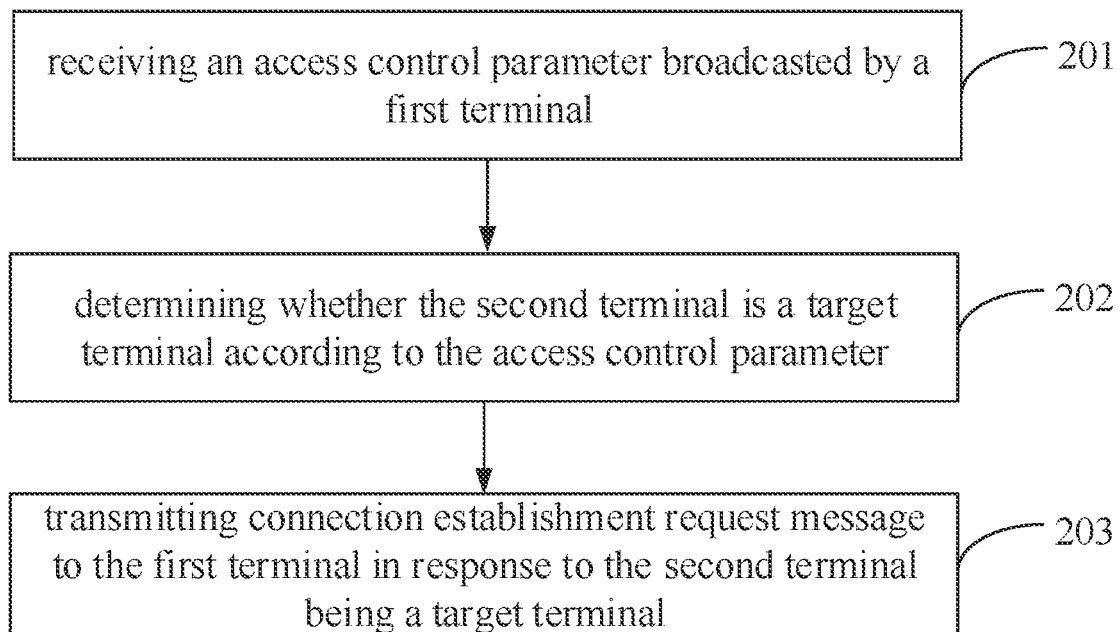 receiving an access control parameter broadcasted by a
first terminal
201
determining whether the second terminal is a target
terminal according to the access control parameter
202
transmitting connection establishment request message
to the first terminal in response to the second terminal
being a target terminal
203